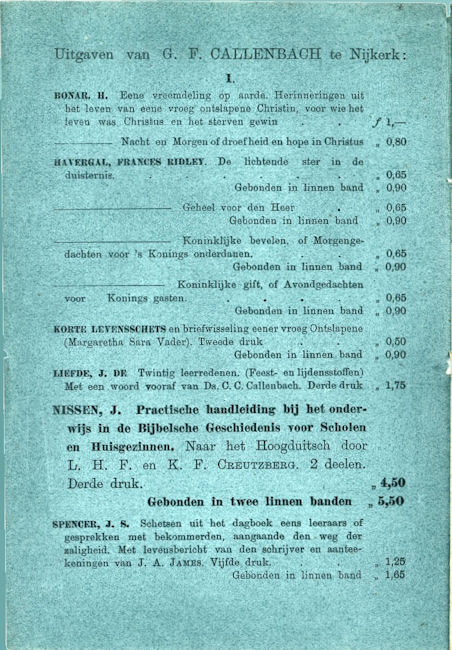 Uitgaven van G. F. CALLENBACH te Nijkerk:
I.
BONAR, H. Eene vreemdeling op aarde. Herinneringen uit
het leven van eene vroeg ontslapene Christin, voor wie het
leven was Christus en het sterven gewin . . ƒ 1,—
———— Nacht en Morgen of droefheid en hope in Christus „ 0,80
HAVERGAL, FRANCES RIDLEY. De lichtende ster in de
duisternis. . . . . . . „ 0,65
Gebonden in linnen band „ 0,90
———— Geheel voor den Heer . . „ 0,65
Gebonden in linnen band „ 0,90
———— Koninklijke bevelen, of Morgenge-
dachten voor 's Konings onderdanen. . . „ 0,65
Gebonden in linnen band „ 0,90
———— Koninklijke gift, of Avondgedachten
voor Konings gasten. . . . . „ 0,65
Gebonden in linnen band „ 0,90
KORTE LEVENSSCHETS en briefwisseling eener vroeg Ontslapene
(Margaretha Sara Vader). Tweede druk . . „ 0,50
Gebonden in linnen band „ 0,90
LIEFDE, J. DE Twintig leerredenen. (Feest- en lijdensstoffen)
Met een woord vooraf van Ds. C. C. Callenbach. Derde druk „ 1,75
NISSEN, J. Practische handleiding bij het onder-
wijs in de Bijbelsche Geschiedenis voor Scholen
en Huisgezinnen. Naar het Hoogduitsch door
L. H. F. en K. F. CREUTZBERG. 2 deelen.
Derde druk. „ 4,50
Gebonden in twee linnen banden „ 5,50
SPENCER, J. S. Schetsen uit het dagboek eens leeraars of
gesprekken met bekommerden, aangaande den weg der
zaligheid. Met levensbericht van den schrijver en aantee-
keningen van J. A. JAMES. Vijfde druk. . . „ 1,25
Gebonden in linnen band „ 1,65